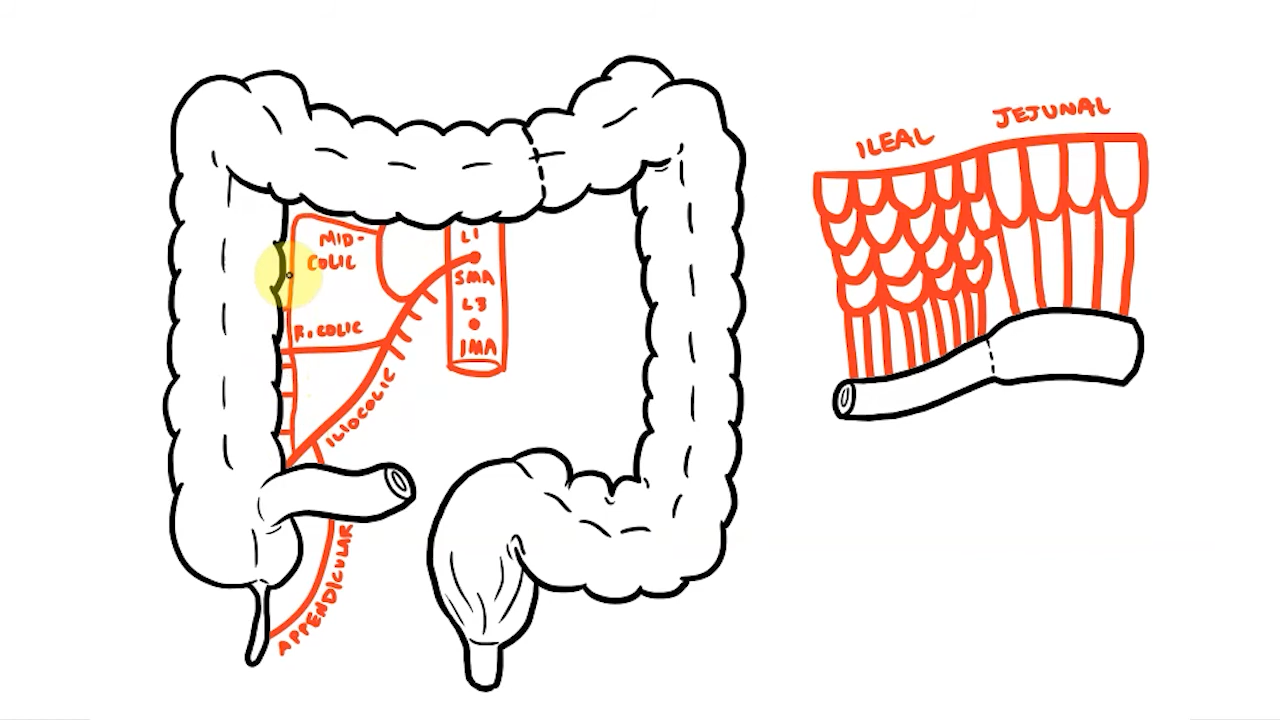 ILEAL
JEJUNAL
MID-
COLIC
L1
SMA
L3
IMA
R. COLIC
ILIOCOLIC
APPENDICULAR